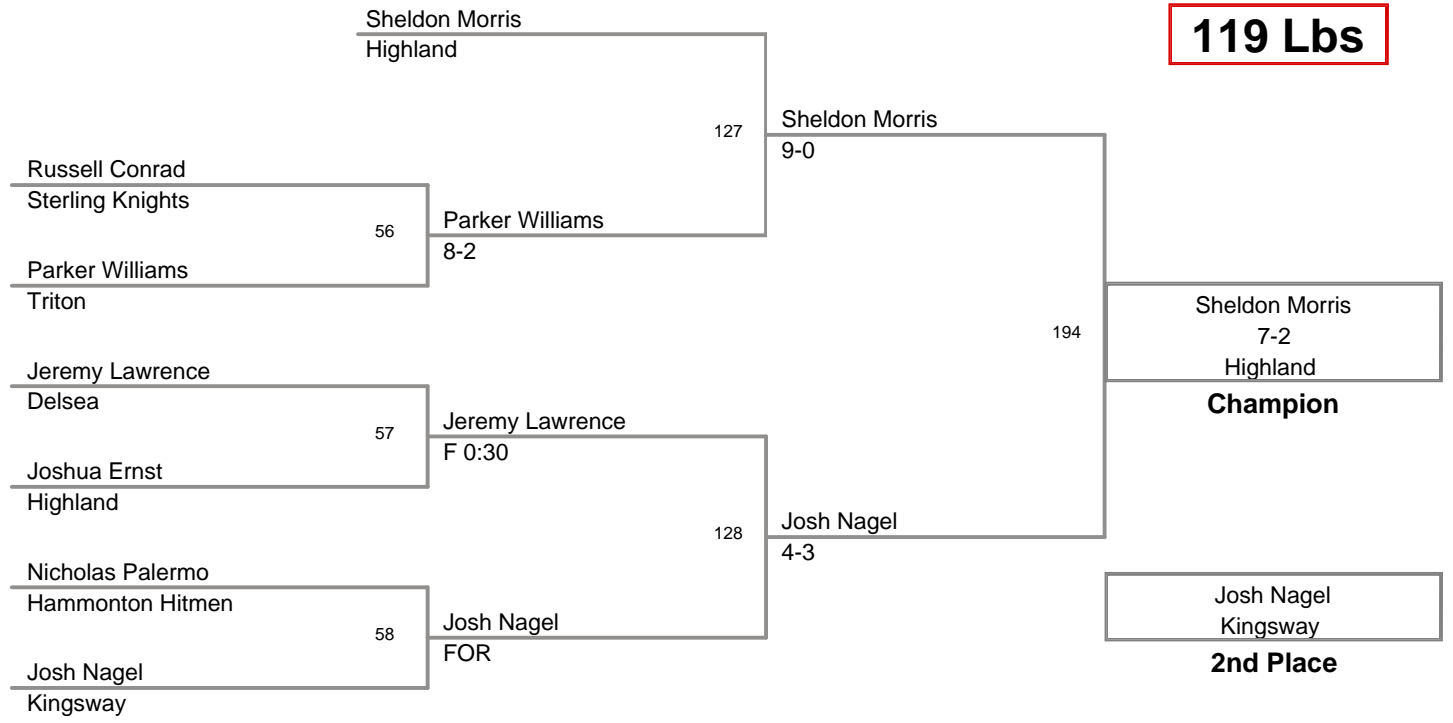 Sheldon Morris
Highland
119 Lbs
127
Sheldon Morris
9-0
Russell Conrad
Sterling Knights
56
Parker Williams
8-2
Parker Williams
Triton
194
Sheldon Morris
7-2
Highland
Champion
Jeremy Lawrence
Delsea
57
Jeremy Lawrence
F 0:30
Joshua Ernst
Highland
128
Josh Nagel
4-3
Nicholas Palermo
Hammonton Hitmen
58
Josh Nagel
FOR
Josh Nagel
Kingsway
Josh Nagel
Kingsway
2nd Place